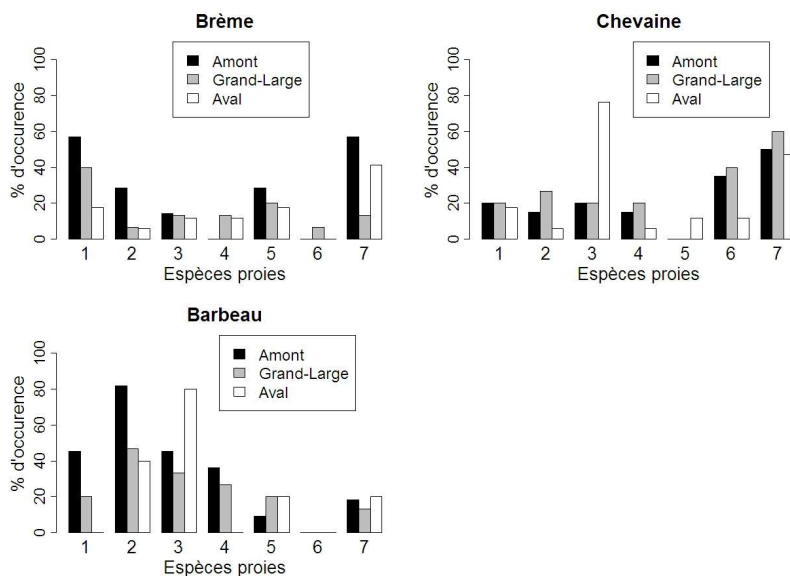 Brème
Amont
Grand-Large
Aval
% d'occurence
0 20 40 60 80 100
1 2 3 4 5 6 7
Espèces proies
Chevaine
Amont
Grand-Large
Aval
% d'occurence
0 20 40 60 80 100
1 2 3 4 5 6 7
Espèces proies
Barbeau
Amont
Grand-Large
Aval
% d'occurence
0 20 40 60 80 100
1 2 3 4 5 6 7
Espèces proies